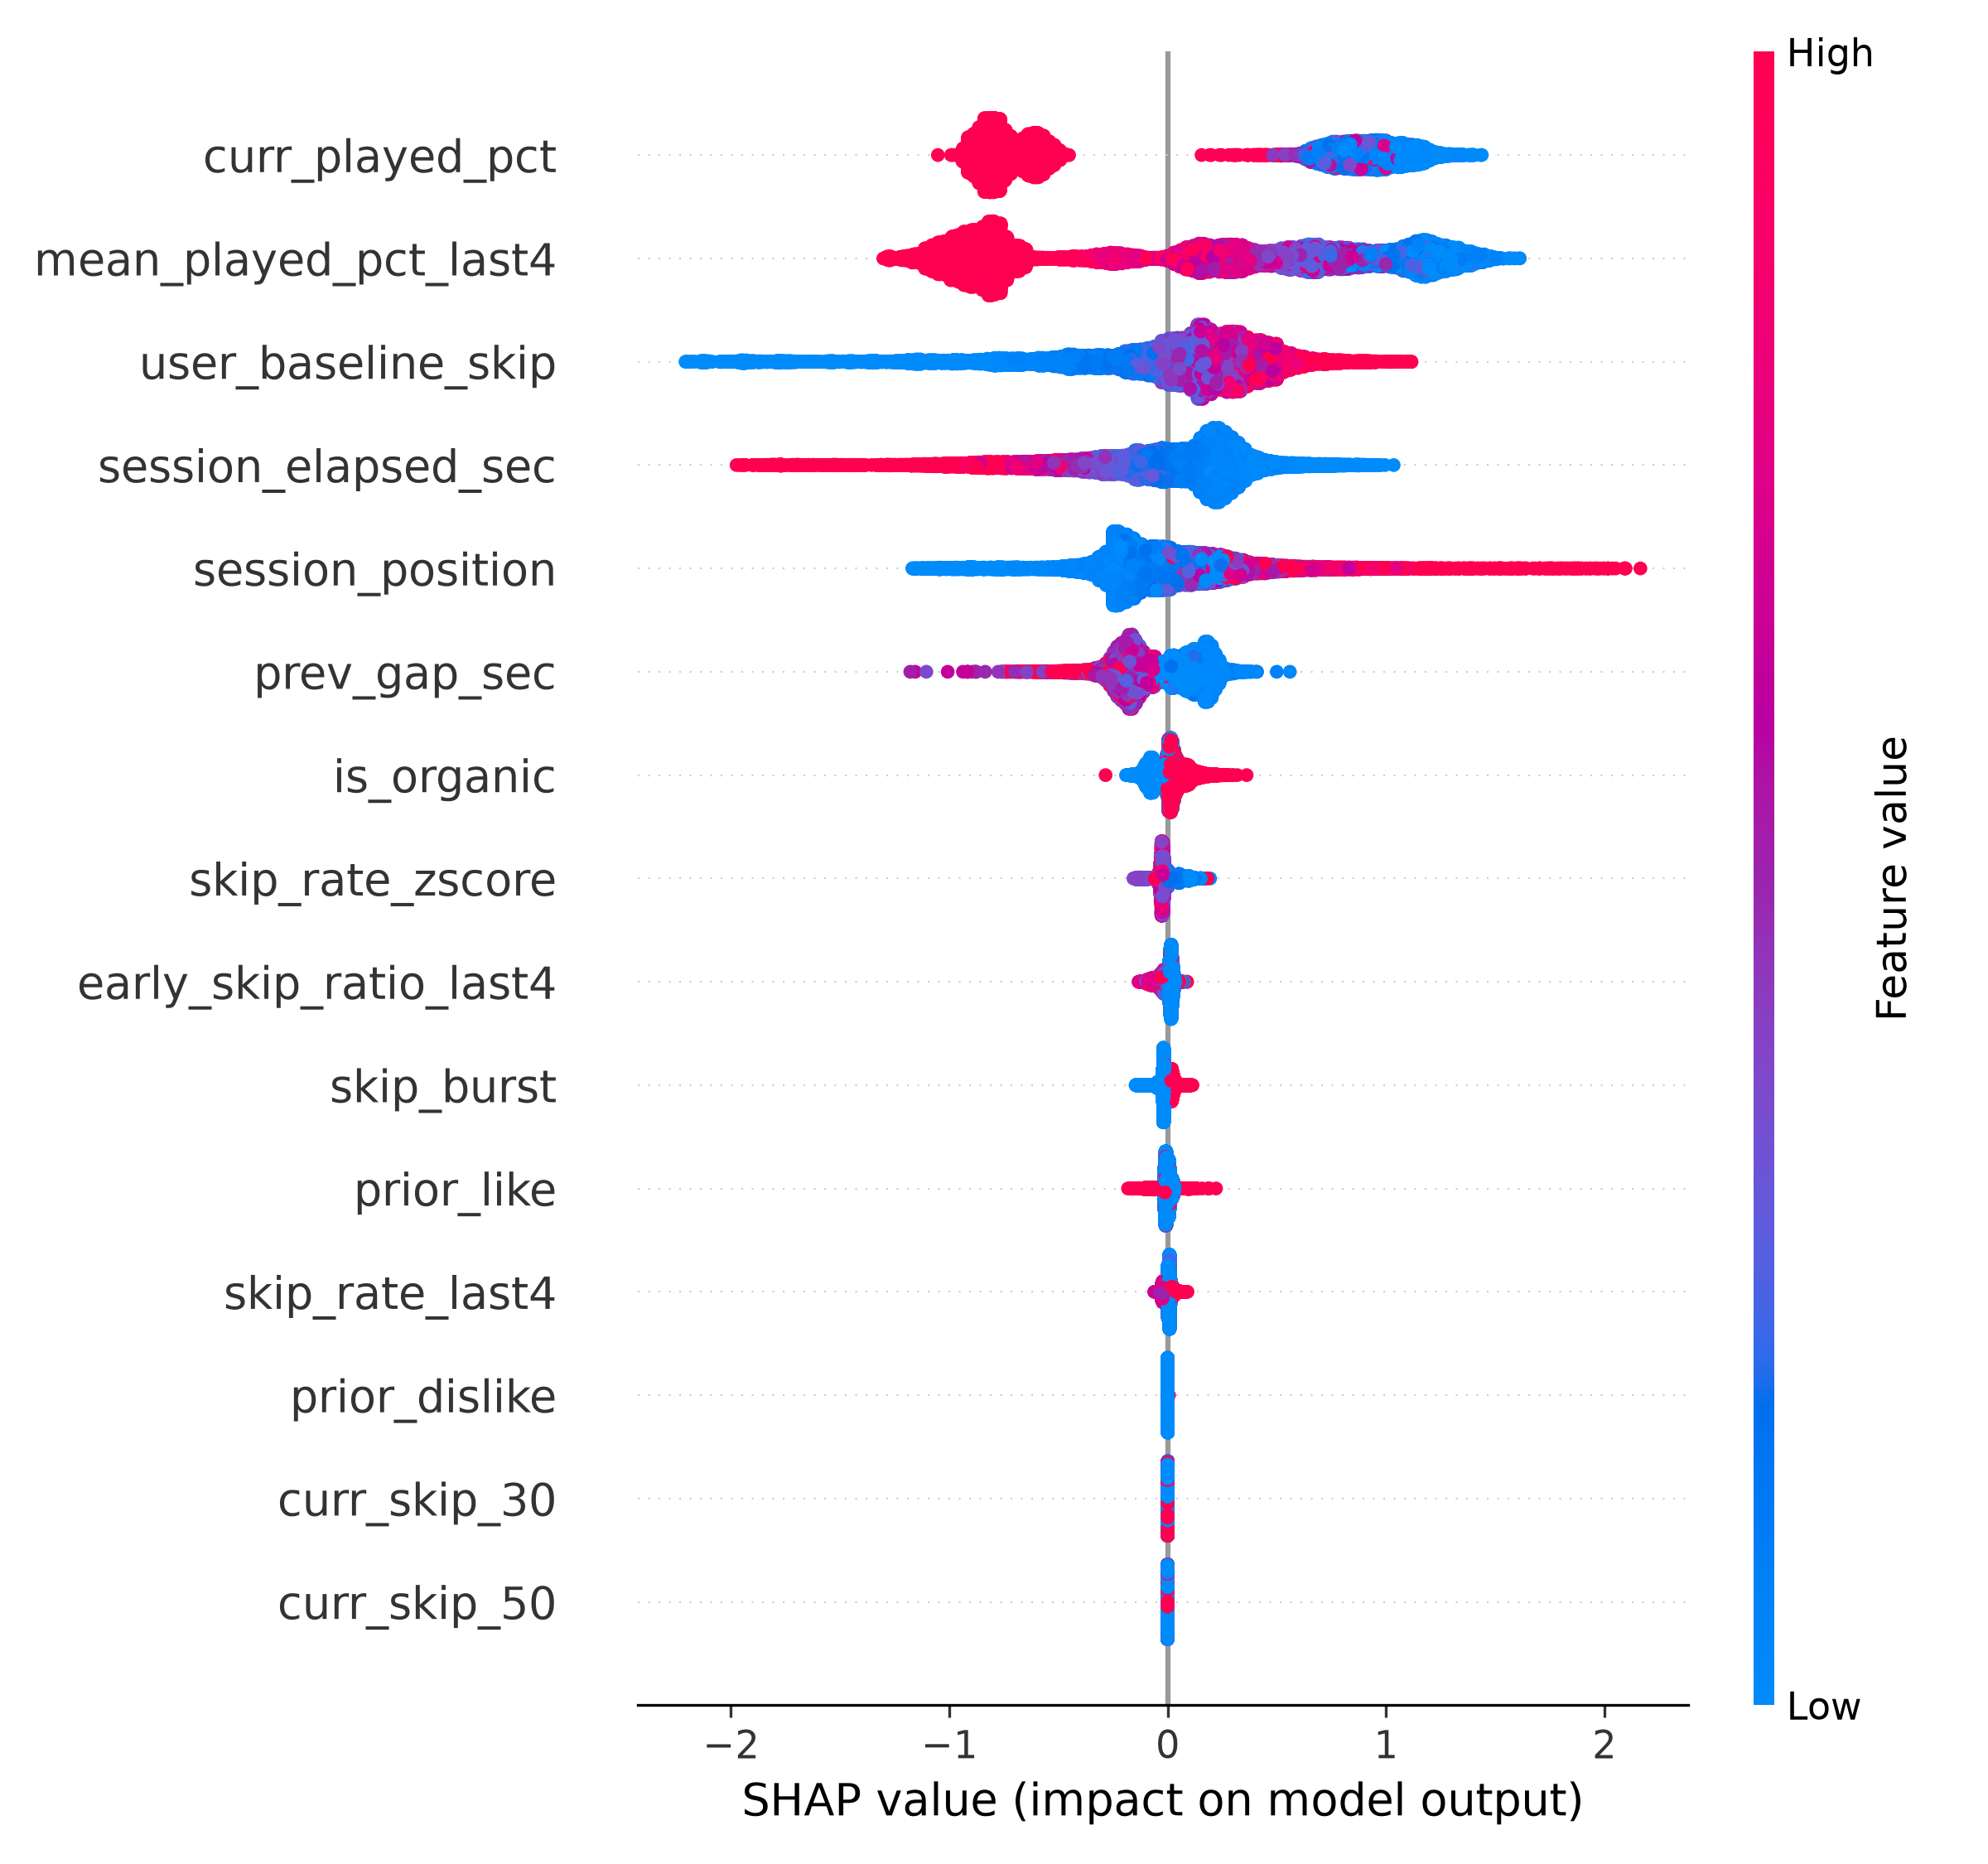 High
curr_played_pct
mean_played_pct_last4
user_baseline_skip
session_elapsed_sec
session_position
prev_gap_sec
is_organic
skip_rate_zscore
early_skip_ratio_last4
skip_burst
prior_like
skip_rate_last4
prior_dislike
curr_skip_30
curr_skip_50
Feature value
Low
−2 −1 0 1 2
SHAP value (impact on model output)